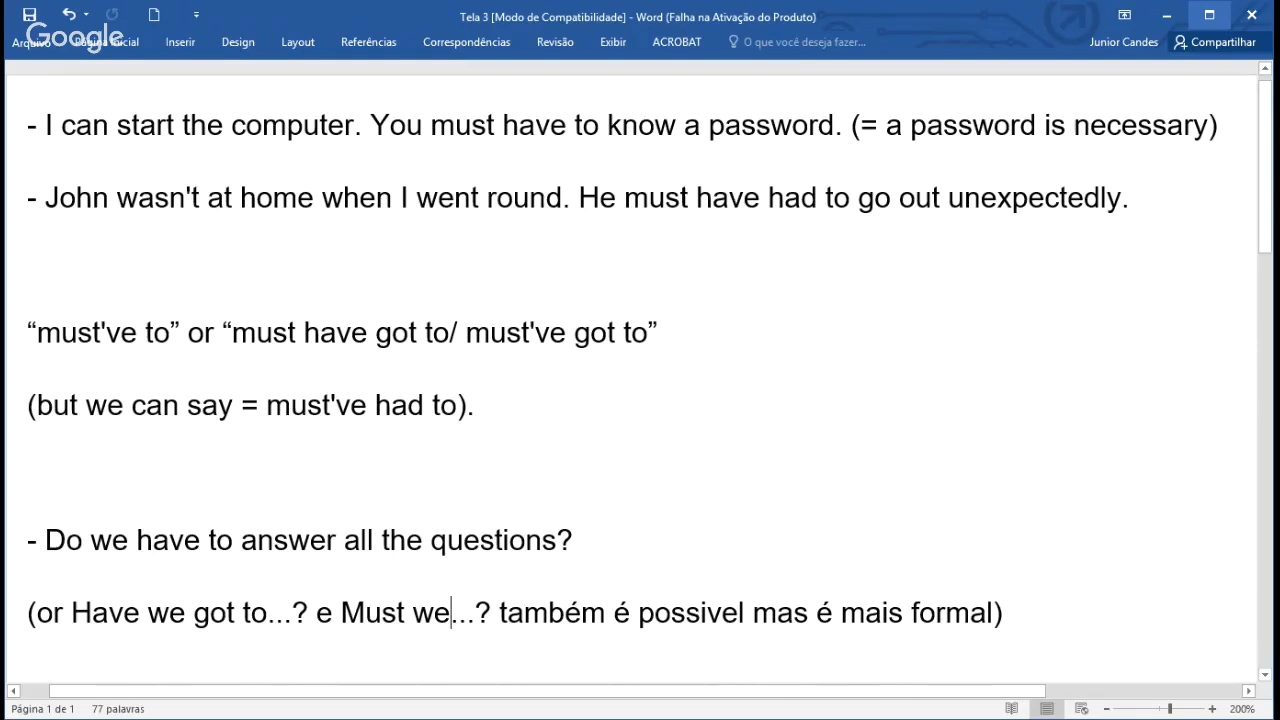 Tela 3 [Modo de Compatibilidade] - Word (Falha na Ativação do Produto)
Google
Arquivo Página Inicial Inserir Design Layout Referências Correspondências Revisão Exibir ACROBAT O que você deseja fazer... Junior Candes Compartilhar
- I can start the computer. You must have to know a password. (= a password is necessary)
- John wasn't at home when I went round. He must have had to go out unexpectedly.
“must've to” or “must have got to/ must've got to”
(but we can say = must've had to).
- Do we have to answer all the questions?
(or Have we got to...? e Must we...? também é possivel mas é mais formal)
Página 1 de 1 77 palavras 200%